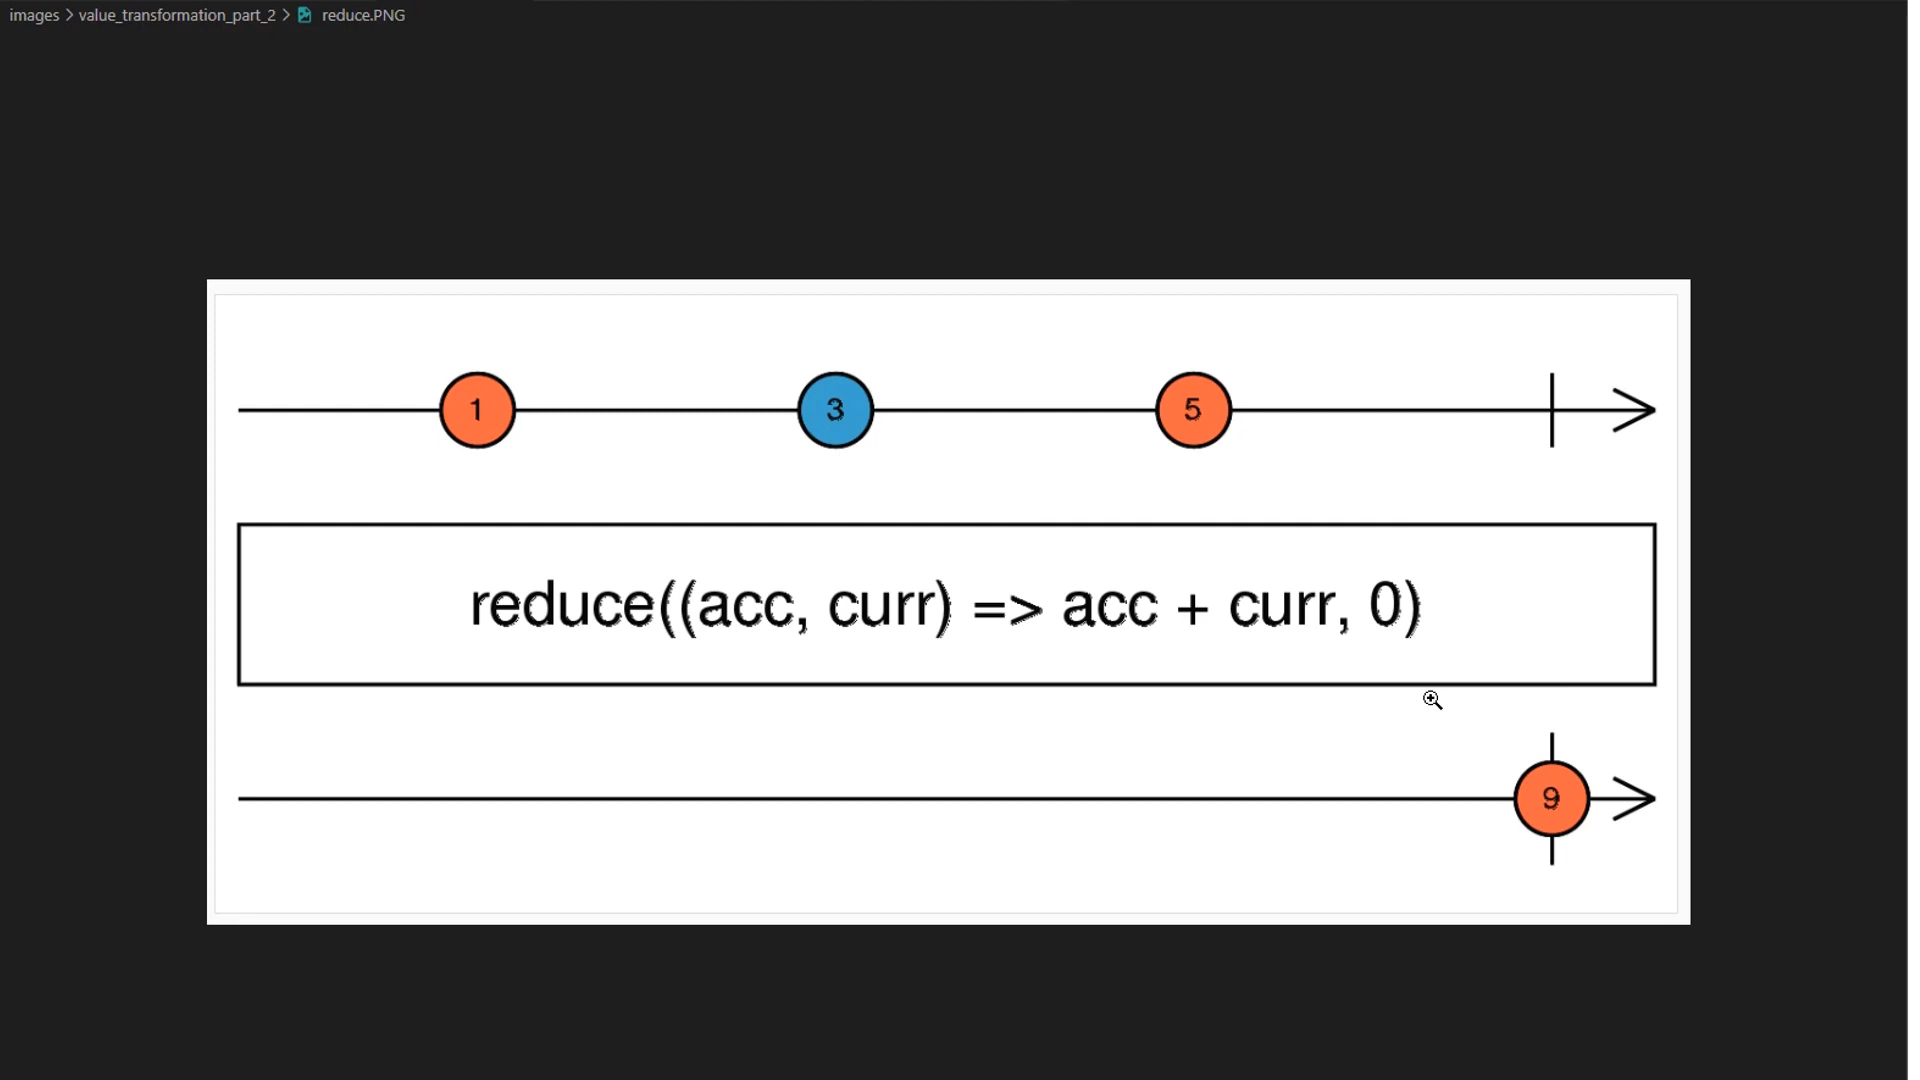 images > value_transformation_part_2 > reduce.PNG
1 3 5
reduce((acc, curr) => acc + curr, 0)
9